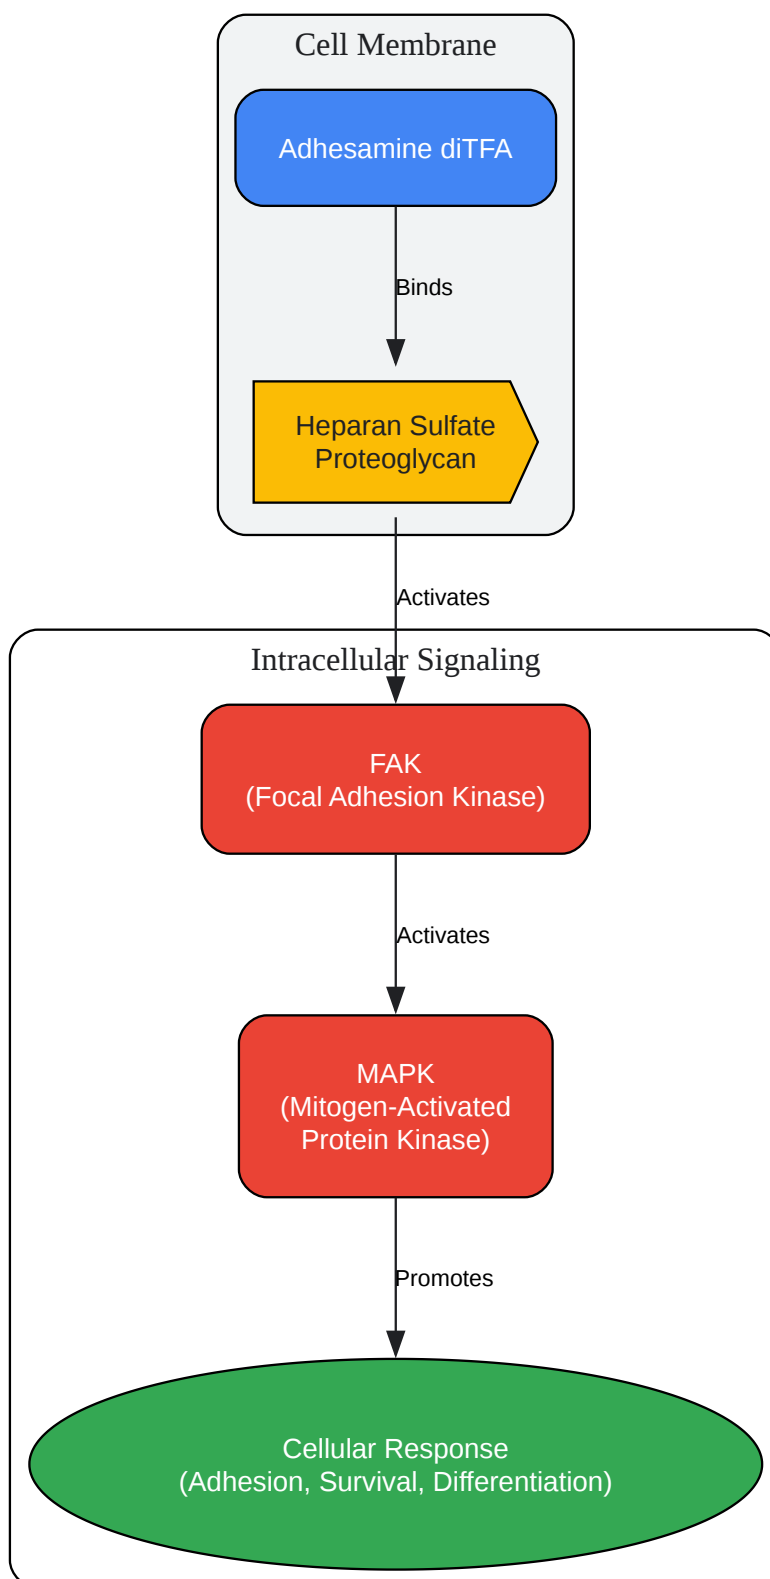 Cell Membrane
Adhesamine diTFA
Binds
Heparan Sulfate
Proteoglycan
Activates
Intracellular Signaling
FAK
(Focal Adhesion Kinase)
Activates
MAPK
(Mitogen-Activated
Protein Kinase)
Promotes
Cellular Response
(Adhesion, Survival, Differentiation)